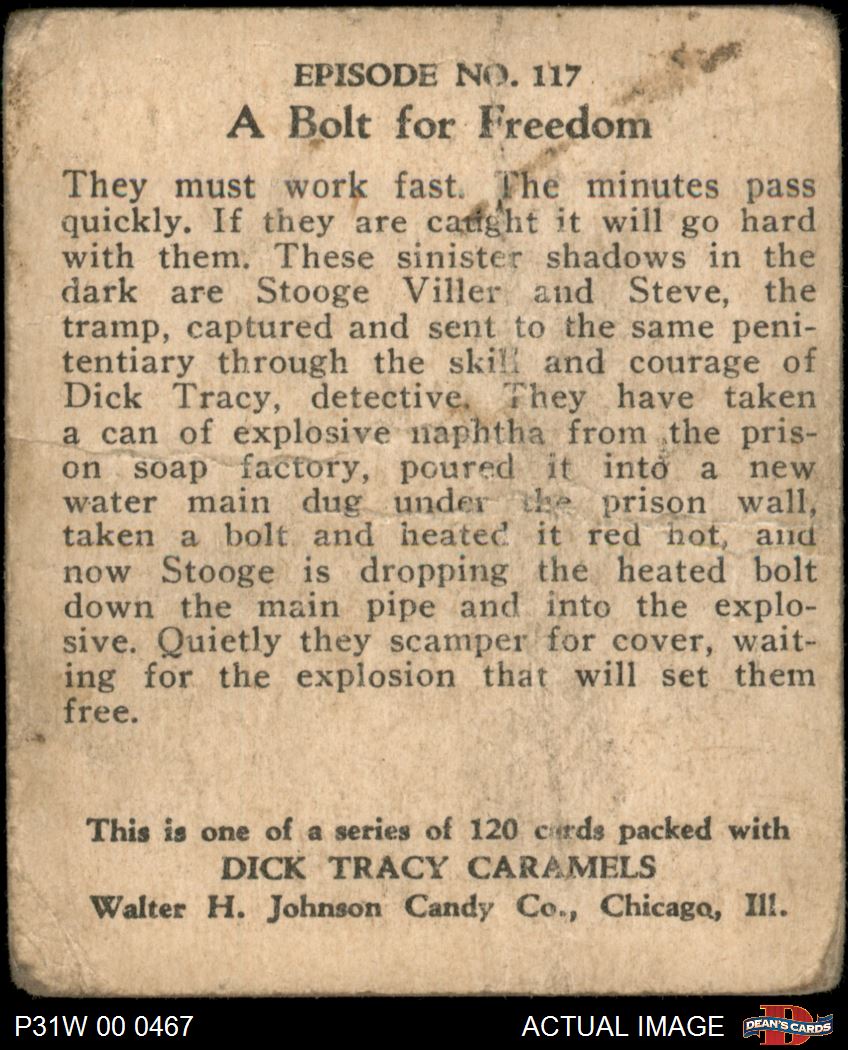 EPISODE NO. 117
A Bolt for Freedom
They must work fast. The minutes pass
quickly. If they are caught it will go hard
with them. These sinister shadows in the
dark are Stooge Viller and Steve, the
tramp, captured and sent to the same peni-
tentiary through the skill and courage of
Dick Tracy, detective. They have taken
a can of explosive naphtha from the pris-
on soap factory, poured it into a new
water main dug under the prison wall,
taken a bolt and heated it red hot, and
now Stooge is dropping the heated bolt
down the main pipe and into the explo-
sive. Quietly they scamper for cover, wait-
ing for the explosion that will set them
free.
This is one of a series of 120 cards packed with
DICK TRACY CARAMELS
Walter H. Johnson Candy Co., Chicago, Ill.
P31W 00 0467
ACTUAL IMAGE
DEAN'S CARDS